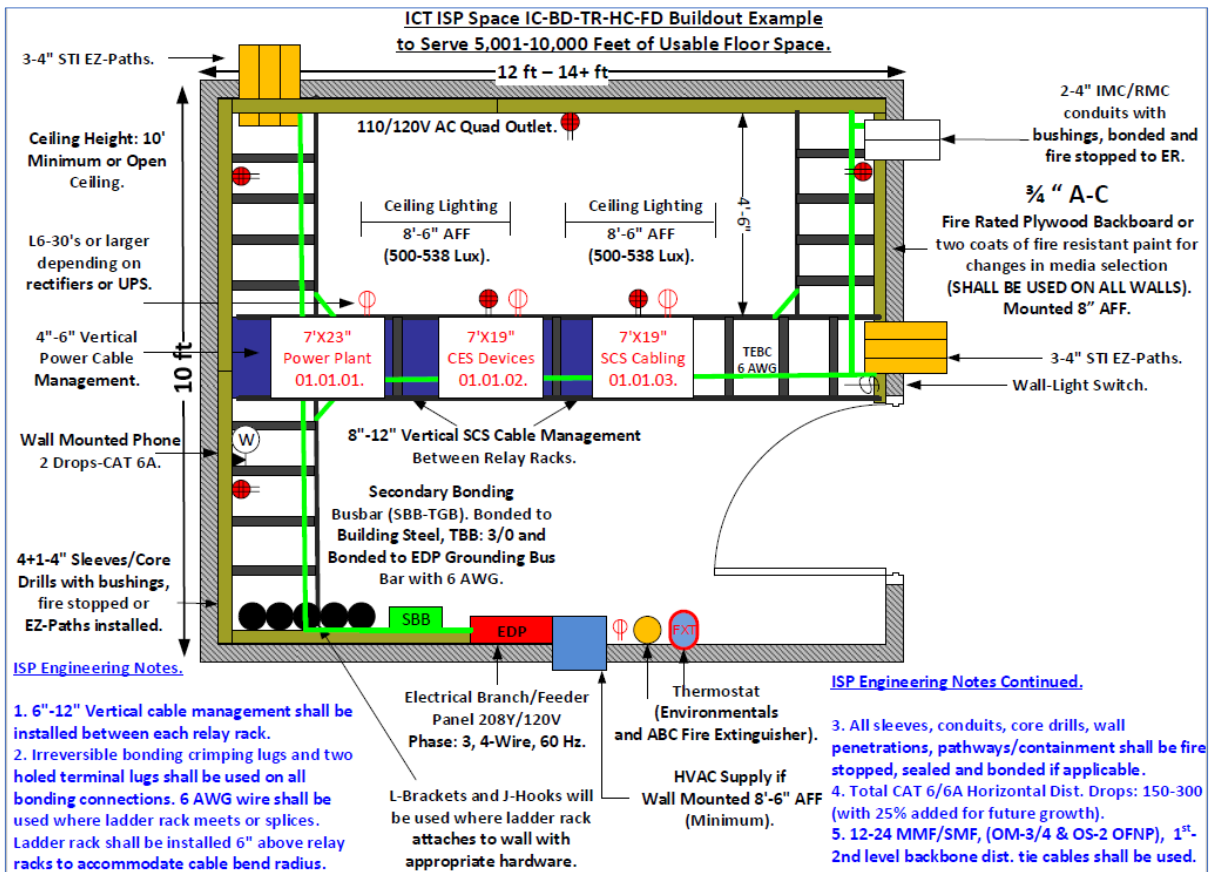 ICT ISP Space IC-BD-TR-HC-FD Buildout Example
to Serve 5,001-10,000 Feet of Usable Floor Space.
3-4" STI EZ-Paths.
12 ft – 14+ ft
2-4" IMC/RMC
conduits with
bushings, bonded and
fire stopped to ER.
Ceiling Height: 10'
Minimum or Open
Ceiling.
110/120V AC Quad Outlet.
¾ “ A-C
Fire Rated Plywood Backboard or
two coats of fire resistant paint for
changes in media selection
(SHALL BE USED ON ALL WALLS).
Mounted 8” AFF.
Ceiling Lighting
8'-6" AFF
(500-538 Lux).
Ceiling Lighting
8'-6" AFF
(500-538 Lux).
4'-6"
L6-30's or larger
depending on
rectifiers or UPS.
4"-6" Vertical
Power Cable
Management.
10 ft
7'X23"
Power Plant
01.01.01.
7'X19"
CES Devices
01.01.02.
7'X19"
SCS Cabling
01.01.03.
TEBC
6 AWG
3-4" STI EZ-Paths.
Wall-Light Switch.
8"-12" Vertical SCS Cable Management
Between Relay Racks.
Wall Mounted Phone
2 Drops-CAT 6A.
W
Secondary Bonding
Busbar (SBB-TGB). Bonded to
Building Steel, TBB: 3/0 and
Bonded to EDP Grounding Bus
Bar with 6 AWG.
4+1-4" Sleeves/Core
Drills with bushings,
fire stopped or
EZ-Paths installed.
SBB
EDP
EXT
ISP Engineering Notes.
1. 6"-12" Vertical cable management shall be
installed between each relay rack.
2. Irreversible bonding crimping lugs and two
holed terminal lugs shall be used on all
bonding connections. 6 AWG wire shall be
used where ladder rack meets or splices.
Ladder rack shall be installed 6" above relay
racks to accommodate cable bend radius.
Electrical Branch/Feeder
Panel 208Y/120V
Phase: 3, 4-Wire, 60 Hz.
L-Brackets and J-Hooks will
be used where ladder rack
attaches to wall with
appropriate hardware.
Thermostat
(Environmentals
and ABC Fire Extinguisher).
HVAC Supply if
Wall Mounted 8'-6" AFF
(Minimum).
ISP Engineering Notes Continued.
3. All sleeves, conduits, core drills, wall
penetrations, pathways/containment shall be fire
stopped, sealed and bonded if applicable.
4. Total CAT 6/6A Horizontal Dist. Drops: 150-300
(with 25% added for future growth).
5. 12-24 MMF/SMF, (OM-3/4 & OS-2 OFNP), 1st-
2nd level backbone dist. tie cables shall be used.